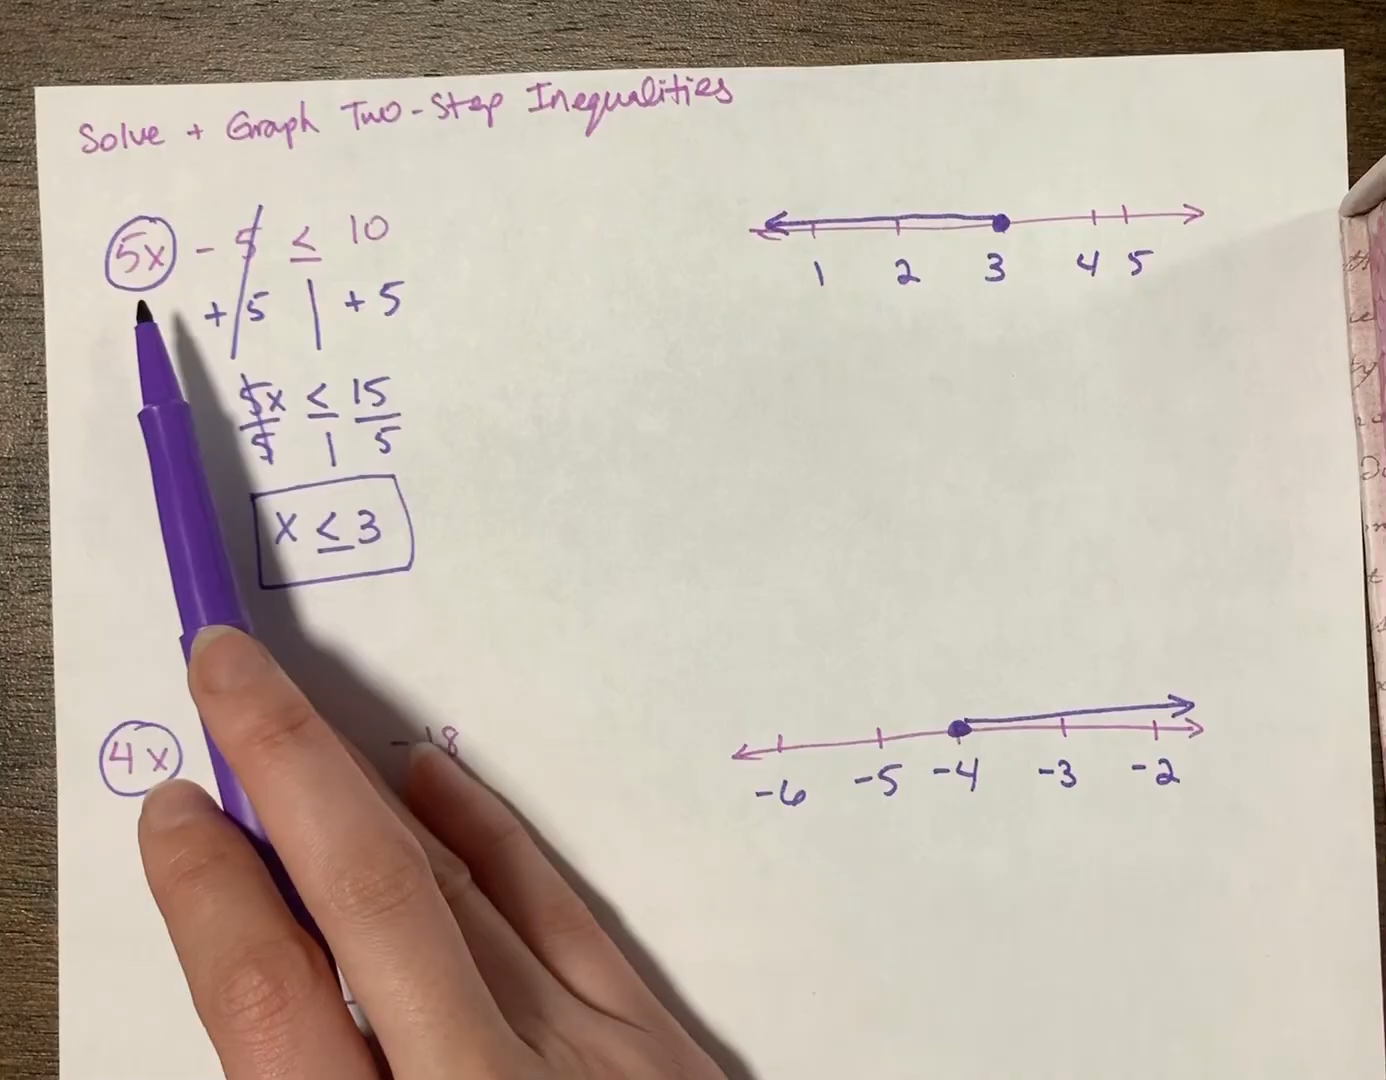 Solve + Graph Two-Step Inequalities
5x - 5 ≤ 10
+ 5 | + 5
5x ≤ 15
5 | 5
x ≤ 3
1 2 3 4 5
4x -18
-6 -5 -4 -3 -2